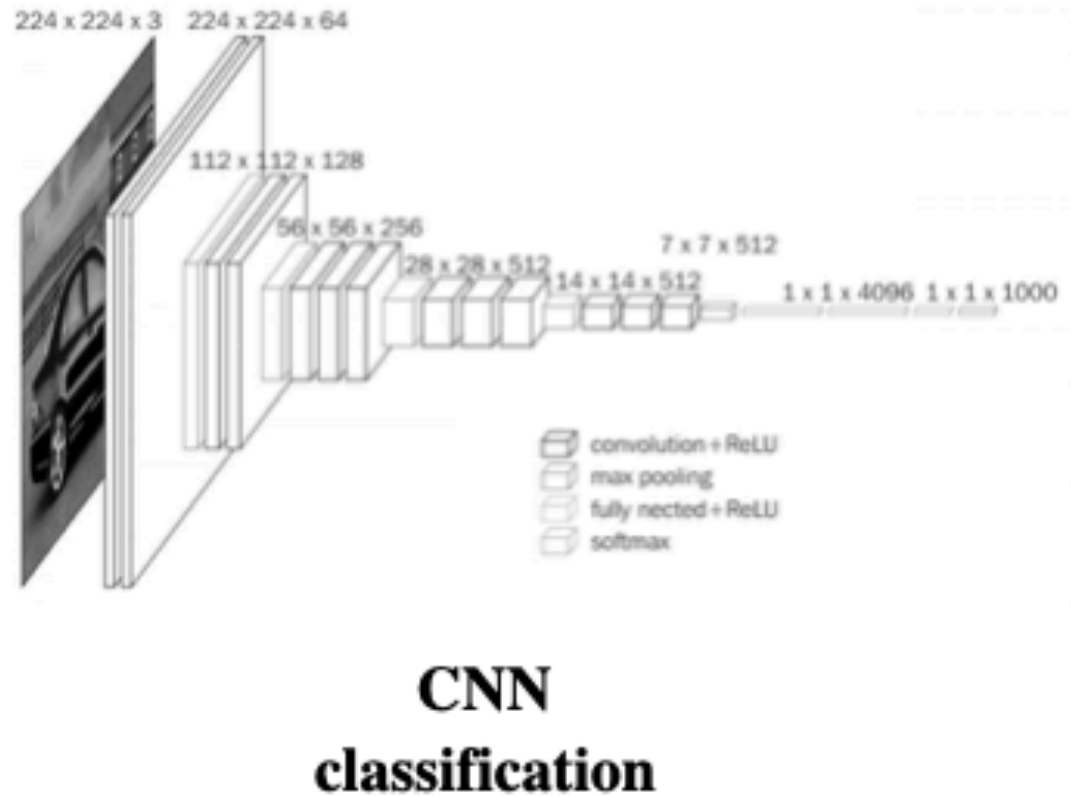 224 x 224 x 3
224 x 224 x 64
112 x 112 x 128
56 x 56 x 256
28 x 28 x 512
14 x 14 x 512
7 x 7 x 512
1 x 1 x 4096
1 x 1 x 1000
convolution+ReLU
max pooling
fully nected+ReLU
softmax
CNN
classification